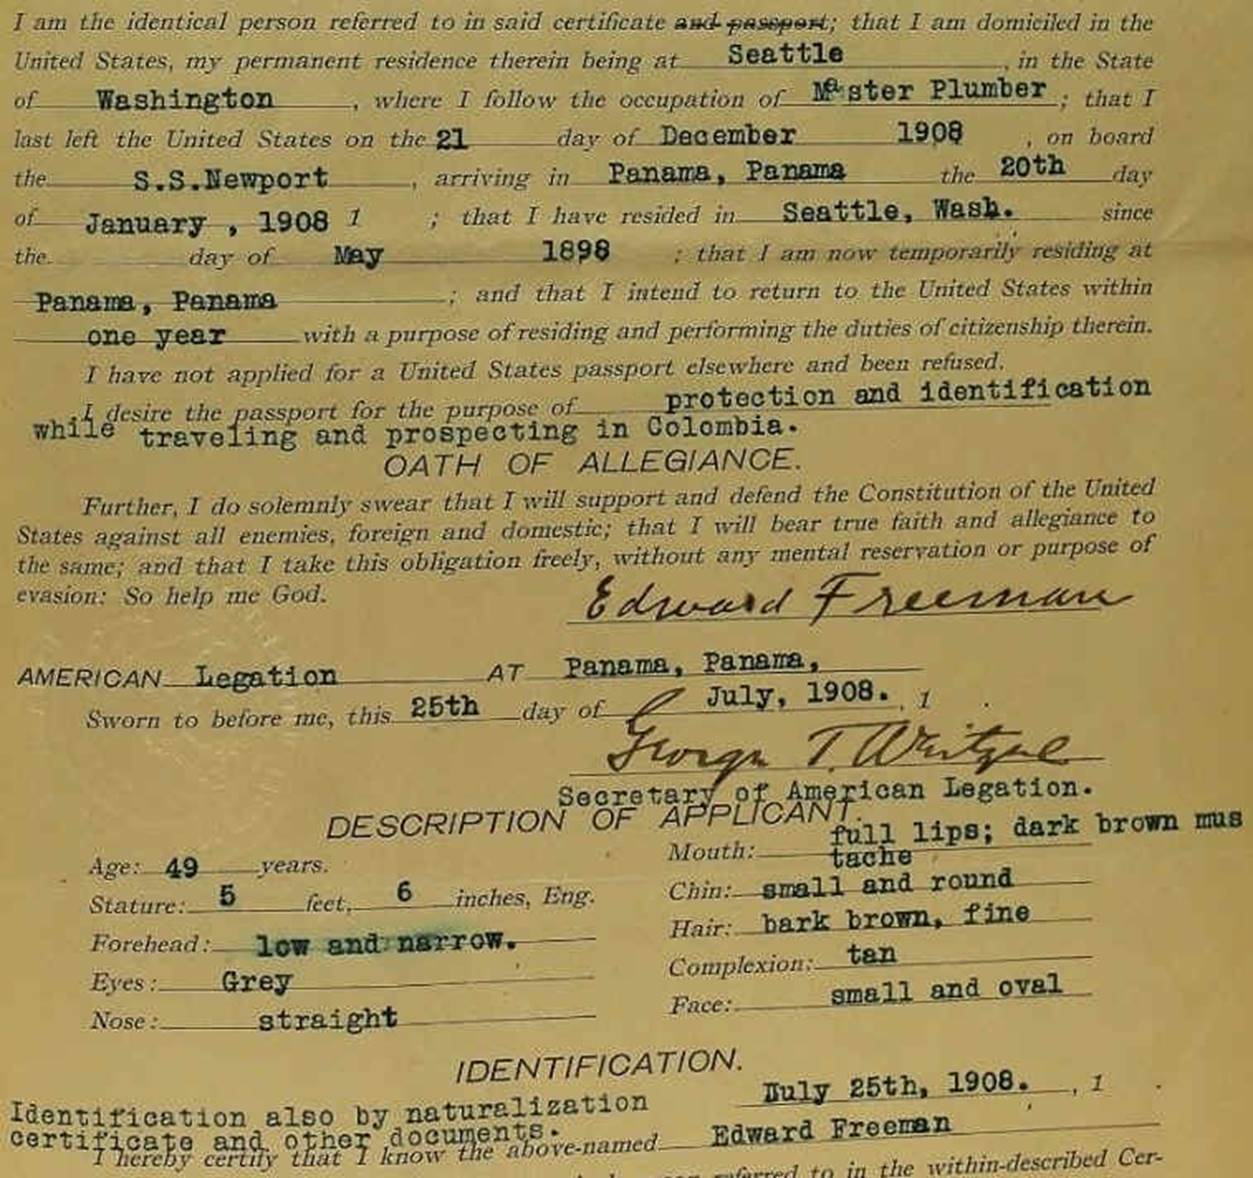 I am the identical person referred to in said certificate and passport; that I am domiciled in the
United States, my permanent residence therein being at Seattle, in the State
of Washington, where I follow the occupation of Master Plumber; that I
last left the United States on the 21 day of December 1908, on board
the S.S.Newport, arriving in Panama, Panama the 20th day
of January , 1908 1; that I have resided in Seattle, Wash. since
the day of May 1898; that I am now temporarily residing at
Panama, Panama; and that I intend to return to the United States within
one year with a purpose of residing and performing the duties of citizenship therein.
I have not applied for a United States passport elsewhere and been refused.
I desire the passport for the purpose of protection and identification
while traveling and prospecting in Colombia.
OATH OF ALLEGIANCE.
Further, I do solemnly swear that I will support and defend the Constitution of the United
States against all enemies, foreign and domestic; that I will bear true faith and allegiance to
the same; and that I take this obligation freely, without any mental reservation or purpose of
evasion: So help me God.
Edward Freeman
AMERICAN Legation AT Panama, Panama,
Sworn to before me, this 25th day of July, 1908. , 1
George T. Weitzel
Secretary of American Legation.
DESCRIPTION OF APPLICANT.
Age: 49 years.
Stature: 5 feet, 6 inches, Eng.
Forehead: low and narrow.
Eyes: Grey
Nose: straight
Mouth: full lips; dark brown mus
tache
Chin: small and round
Hair: bark brown, fine
Complexion: tan
Face: small and oval
IDENTIFICATION.
July 25th, 1908. , 1
Identification also by naturalization
certificate and other documents.
I hereby certify that I know the above-named Edward Freeman
referred to in the within-described Cer-